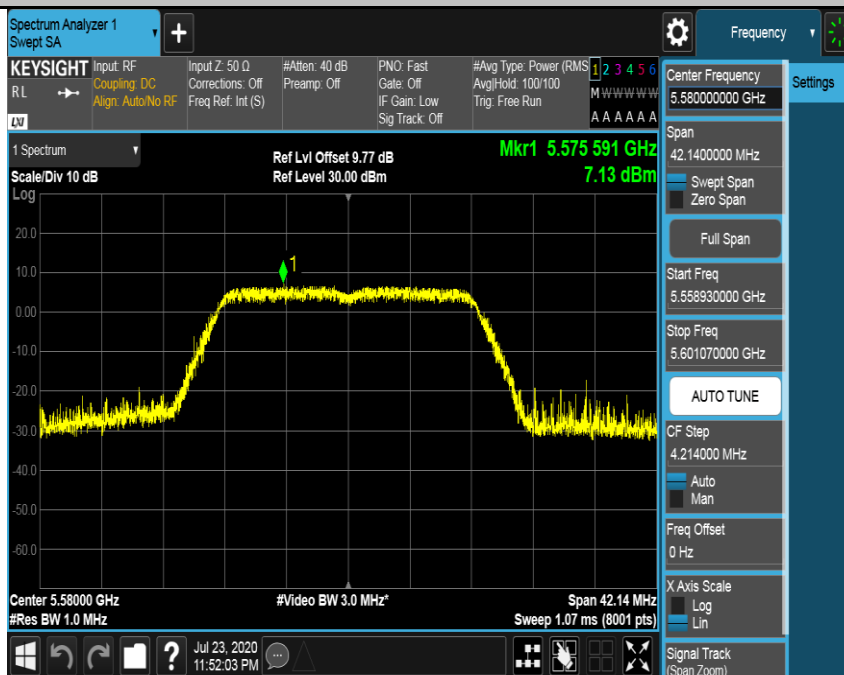 Spectrum Analyzer 1
Swept SA
+
Frequency
KEYSIGHT
RL
LXI
Input: RF
Coupling: DC
Align: Auto/No RF
Input Z: 50 Ω
Corrections: Off
Freq Ref: Int (S)
#Atten: 40 dB
Preamp: Off
PNO: Fast
Gate: Off
IF Gain: Low
Sig Track: Off
#Avg Type: Power (RMS
Avg|Hold: 100/100
Trig: Free Run
1 2 3 4 5 6
M W W W W W
A A A A A A
1 Spectrum
Scale/Div 10 dB
Log
Ref Lvl Offset 9.77 dB
Ref Level 30.00 dBm
Mkr1 5.575 591 GHz
7.13 dBm
20.0
10.0
0.00
-10.0
-20.0
-30.0
-40.0
-50.0
-60.0
1
Center 5.58000 GHz
#Res BW 1.0 MHz
#Video BW 3.0 MHz*
Span 42.14 MHz
Sweep 1.07 ms (8001 pts)
?
Jul 23, 2020
11:52:03 PM
Center Frequency
5.580000000 GHz
Span
42.1400000 MHz
Swept Span
Zero Span
Full Span
Start Freq
5.558930000 GHz
Stop Freq
5.601070000 GHz
AUTO TUNE
CF Step
4.214000 MHz
Auto
Man
Freq Offset
0 Hz
X Axis Scale
Log
Lin
Signal Track
(Span Zoom)
Settings